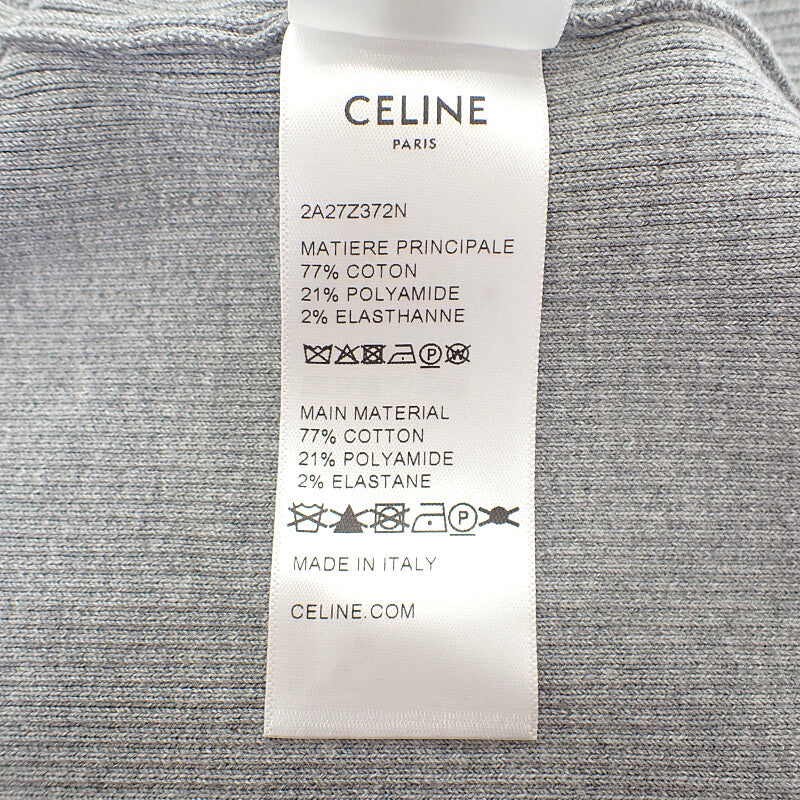 CELINE
PARIS
2A27Z372N
MATIERE PRINCIPALE
77% COTON
21% POLYAMIDE
2% ELASTHANNE
P W
MAIN MATERIAL
77% COTTON
21% POLYAMIDE
2% ELASTANE
P
MADE IN ITALY
CELINE.COM